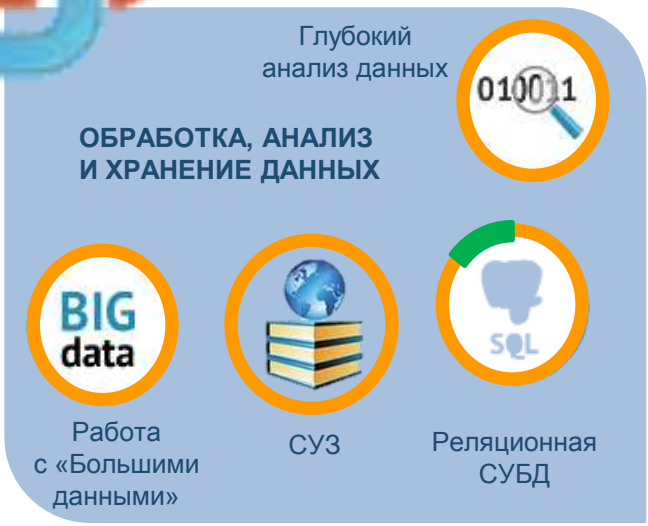 Глубокий
анализ данных
010011
ОБРАБОТКА, АНАЛИЗ
И ХРАНЕНИЕ ДАННЫХ
BIG
data
SQL
Работа
с «Большими
данными»
СУЗ
Реляционная
СУБД